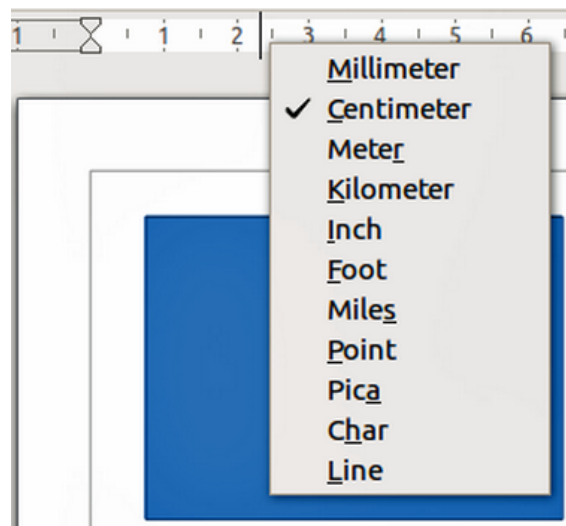 1 1 2 3 4 5 6
Millimeter
Centimeter
Meter
Kilometer
Inch
Foot
Miles
Point
Pica
Char
Line